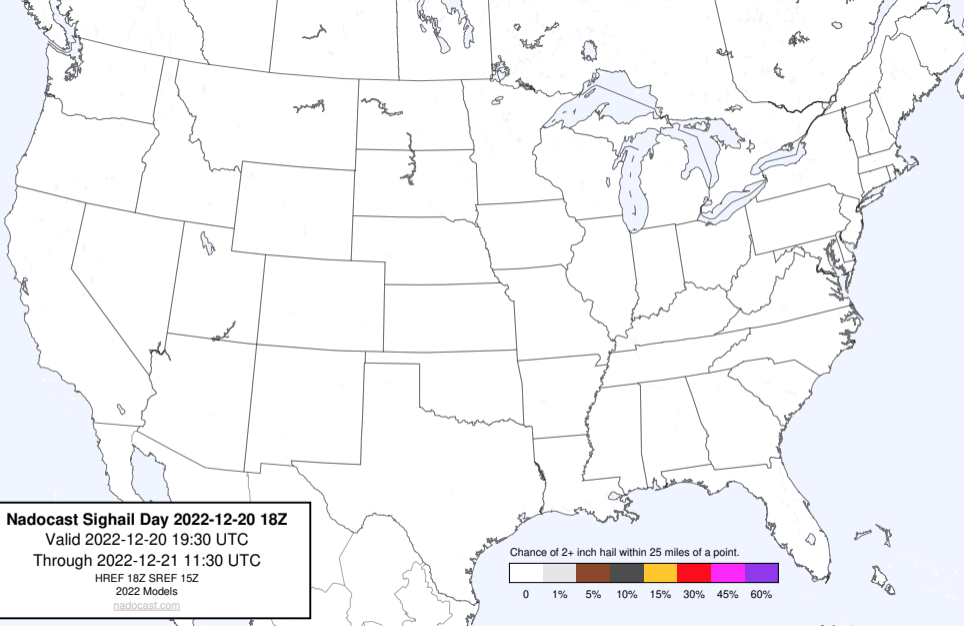 Nadocast Sighail Day 2022-12-20 18Z
Valid 2022-12-20 19:30 UTC
Through 2022-12-21 11:30 UTC
HREF 18Z SREF 15Z
2022 Models
nadocast.com
Chance of 2+ inch hail within 25 miles of a point.
0 1% 5% 10% 15% 30% 45% 60%